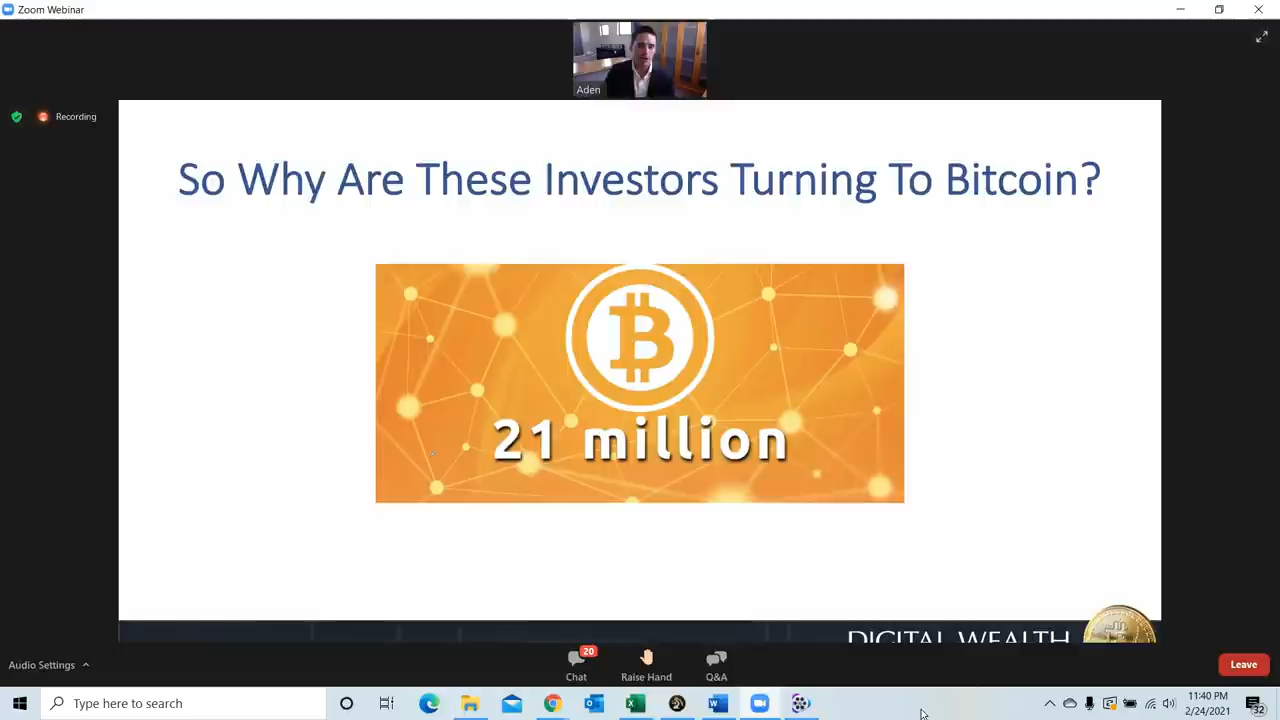 Zoom Webinar
Aden
Recording
So Why Are These Investors Turning To Bitcoin?
21 million
DIGITAL WEALTH
Audio Settings
20
Chat
Raise Hand
Q&A
Leave
Type here to search
11:40 PM
2/24/2021
32